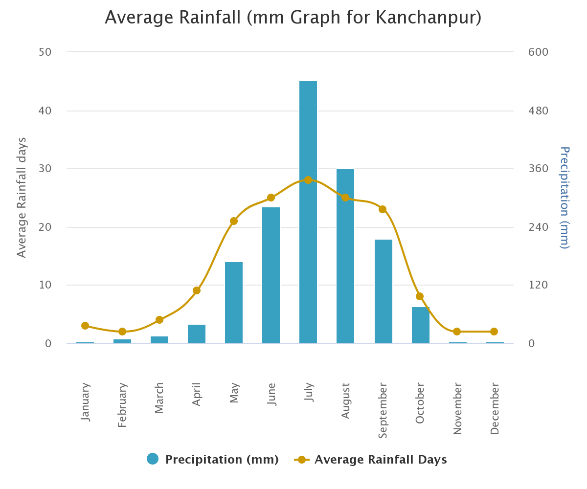 Average Rainfall (mm Graph for Kanchanpur)
50
40
30
20
10
0
Average Rainfall days
600
480
360
240
120
0
Precipitation (mm)
January
February
March
April
May
June
July
August
September
October
November
December
Precipitation (mm)
Average Rainfall Days